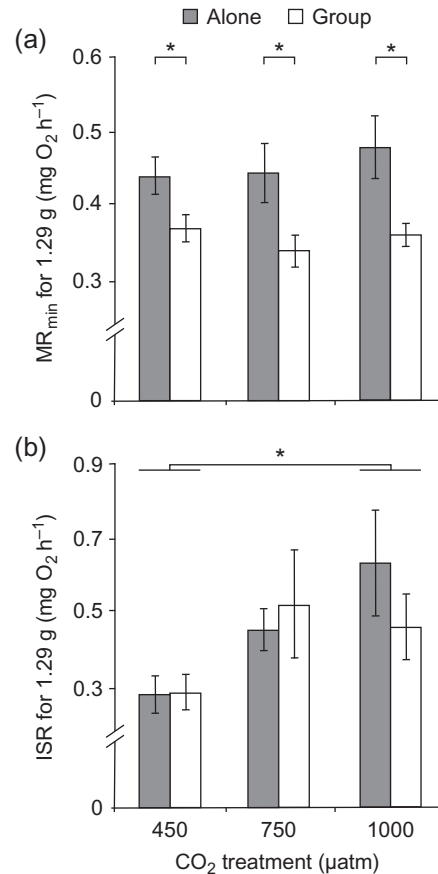 Alone Group
(a)
0.6
0.5
0.4
0.3
0
* * *
MRmin for 1.29 g (mg O2 h–1)
(b)
0.9
0.7
0.5
0.3
0
*
ISR for 1.29 g (mg O2 h–1)
450 750 1000
CO2 treatment (µatm)